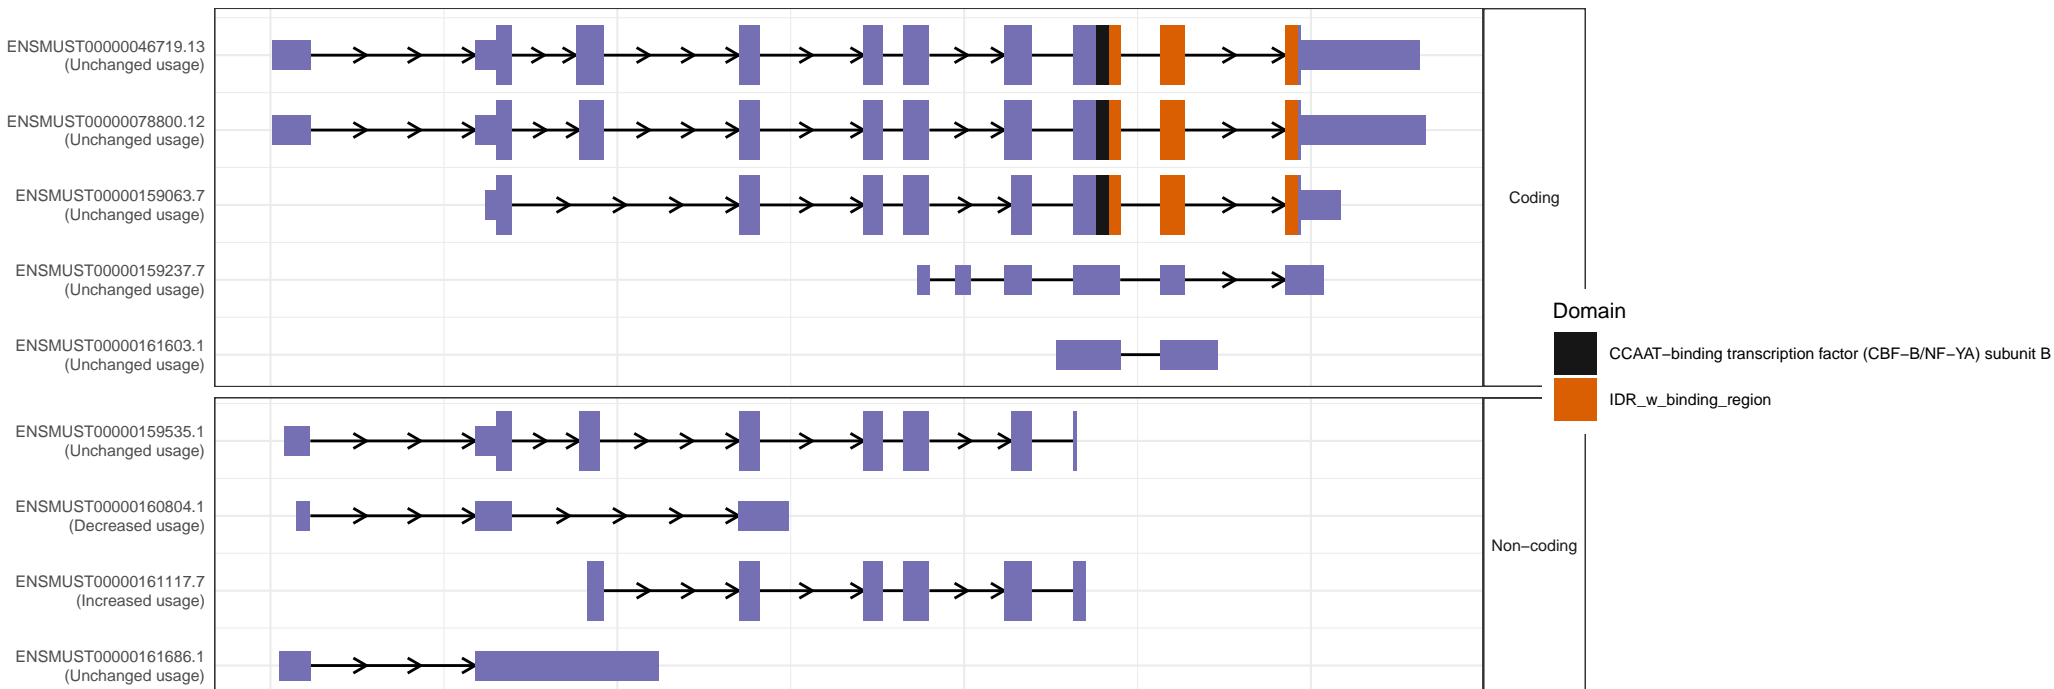 ENSMUST00000046719.13
(Unchanged usage)
ENSMUST00000078800.12
(Unchanged usage)
ENSMUST00000159063.7
(Unchanged usage)
ENSMUST00000159237.7
(Unchanged usage)
ENSMUST00000161603.1
(Unchanged usage)
Coding
ENSMUST00000159535.1
(Unchanged usage)
ENSMUST00000160804.1
(Decreased usage)
ENSMUST00000161117.7
(Increased usage)
ENSMUST00000161686.1
(Unchanged usage)
Non−coding
Domain
CCAAT−binding transcription factor (CBF−B/NF−YA) subunit B
IDR_w_binding_region